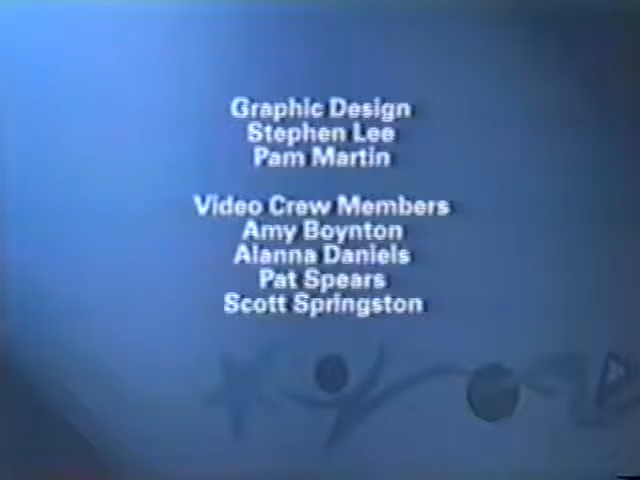 Graphic Design
Stephen Lee
Pam Martin
Video Crew Members
Amy Boynton
Alanna Daniels
Pat Spears
Scott Springston